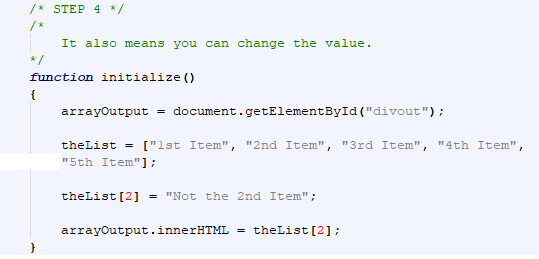 /* STEP 4 */
/*
It also means you can change the value.
*/
function initialize()
{
arrayOutput = document.getElementById("divout");
theList = ["1st Item", "2nd Item", "3rd Item", "4th Item",
"5th Item"];
theList[2] = "Not the 2nd Item";
arrayOutput.innerHTML = theList[2];
}